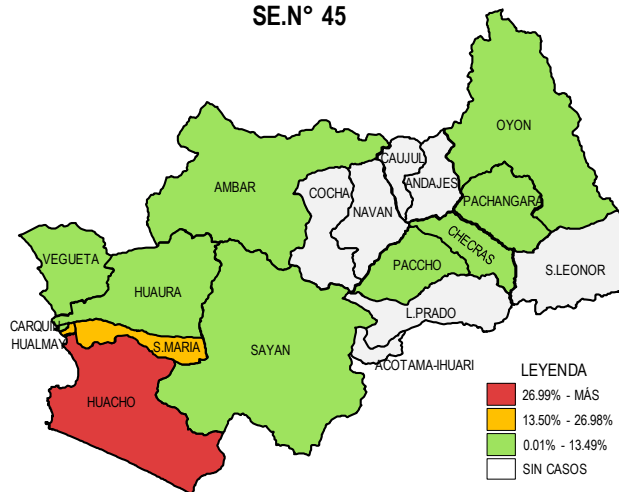 SE.N° 45
OYON
CAUJUL
AMBAR
COCHA
ANDAJES
NAVAN
PACHANGARA
CHECRAS
VEGUETA
PACCHO
S.LEONOR
HUAURA
L.PRADO
CARQUIN
HUALMAY
S.MARIA
SAYAN
ACOTAMA-IHUARI
HUACHO
LEYENDA
26.99% - MÁS
13.50% - 26.98%
0.01% - 13.49%
SIN CASOS